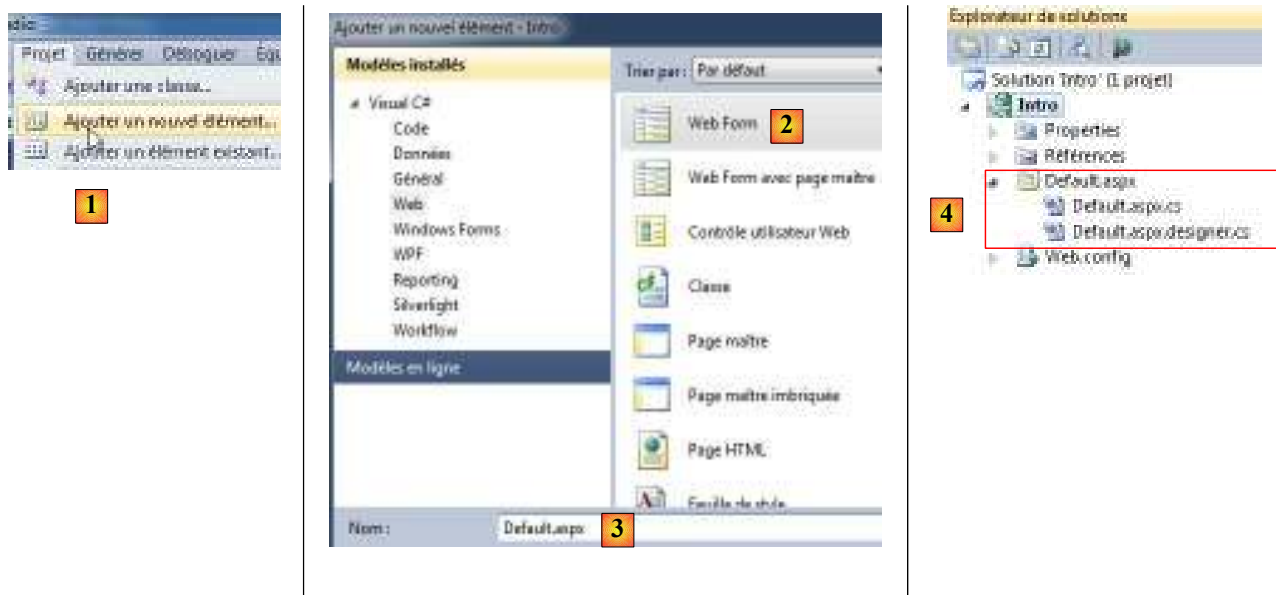 Projet Générer Déboguer
Ajouter une classe...
Ajouter un nouvel élément...
Ajouter un élément existant...
1
Ajouter un nouvel élément - Intro
Modèles installés
Visual C#
Code
Données
Général
Web
Windows Forms
WPF
Reporting
Silverlight
Workflow
Modèles en ligne
Trier par : Par défaut
Web Form 2
Web Form avec page maître
Contrôle utilisateur Web
Classe
Page maître
Page maître imbriquée
Page HTML
Feuille de style
Nom : Default.aspx 3
Explorateur de solutions
Solution 'Intro' (1 projet)
Intro
Properties
Références
Default.aspx
4 Default.aspx.cs
Default.aspx.designer.cs
Web.config